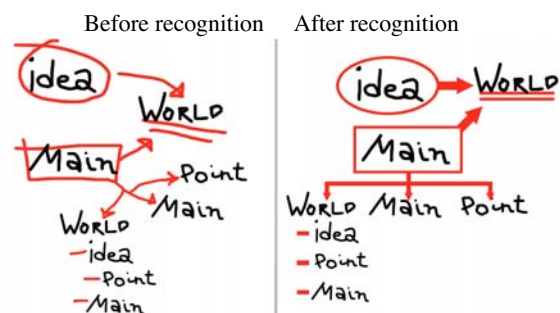 Before recognition
After recognition
idea
WORLD
Main
Point
Main
WORLD
idea
Point
Main
idea
WORLD
Main
WORLD Main Point
idea
Point
Main